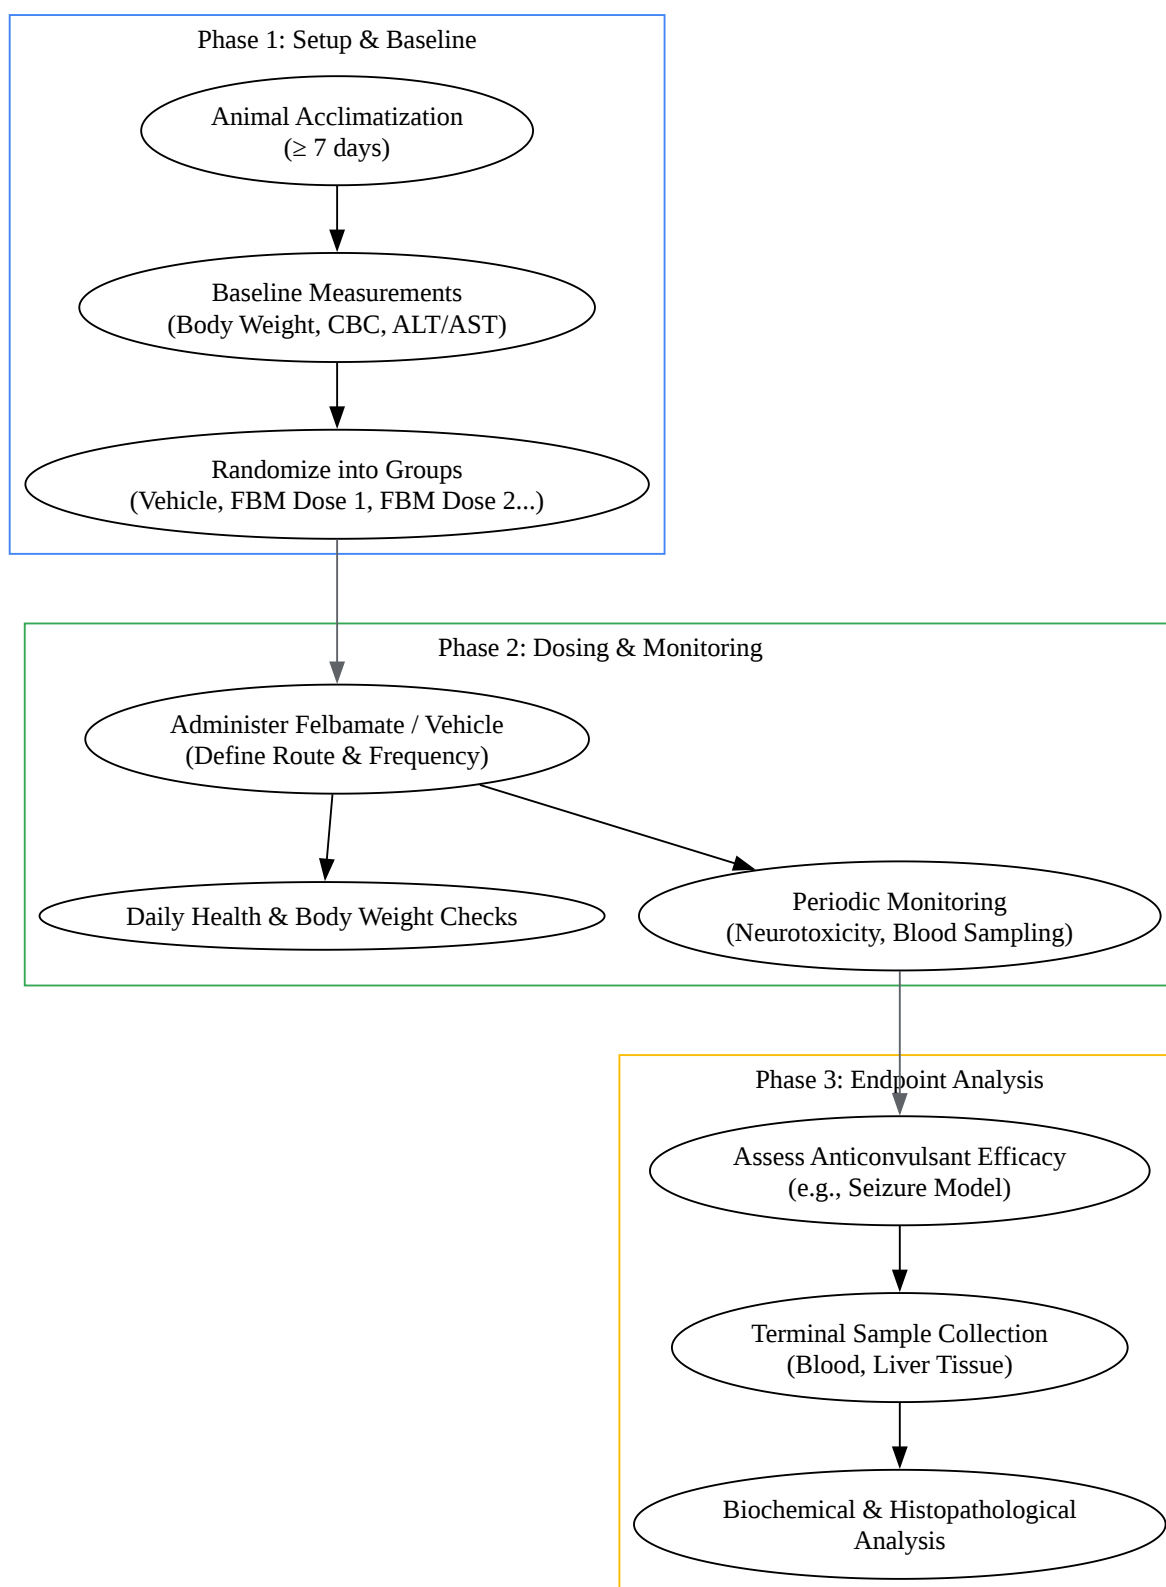 Phase 1: Setup & Baseline
Animal Acclimatization
(≥ 7 days)
Baseline Measurements
(Body Weight, CBC, ALT/AST)
Randomize into Groups
(Vehicle, FBM Dose 1, FBM Dose 2...)
Phase 2: Dosing & Monitoring
Administer Felbamate / Vehicle
(Define Route & Frequency)
Daily Health & Body Weight Checks
Periodic Monitoring
(Neurotoxicity, Blood Sampling)
Phase 3: Endpoint Analysis
Assess Anticonvulsant Efficacy
(e.g., Seizure Model)
Terminal Sample Collection
(Blood, Liver Tissue)
Biochemical & Histopathological
Analysis